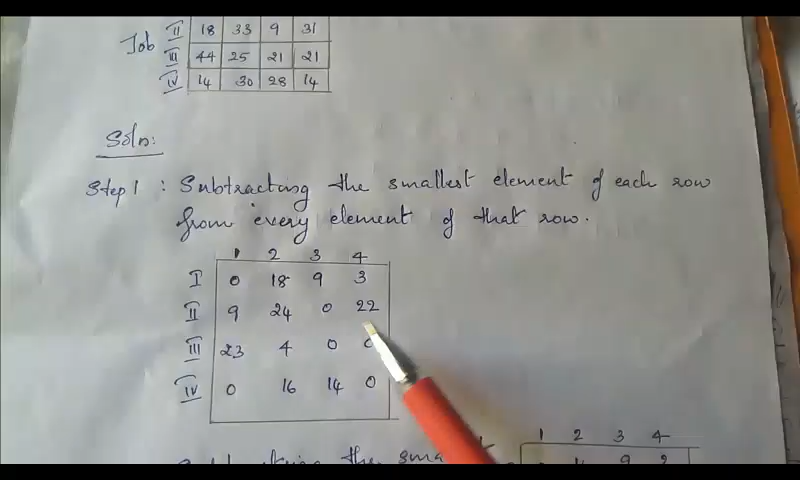 II 18 33 9 31
Job III 44 25 21 21
IV 14 30 28 14
Soln:
Step 1 : Subtracting the smallest element of each row
from every element of that row.
1 2 3 4
I 0 18 9 3
II 9 24 0 22
III 23 4 0
IV 0 16 14 0
1 2 3 4
the